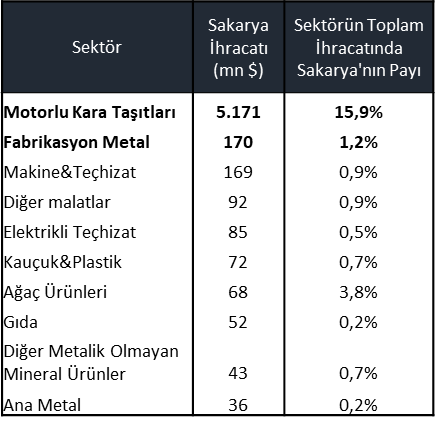 Sektör Sakarya İhracatı (mn $) Sektörün Toplam İhracatında Sakarya'nın Payı
Motorlu Kara Taşıtları 5.171 15,9%
Fabrikasyon Metal 170 1,2%
Makine&Teçhizat 169 0,9%
Diğer malatlar 92 0,9%
Elektrikli Teçhizat 85 0,5%
Kauçuk&Plastik 72 0,7%
Ağaç Ürünleri 68 3,8%
Gıda 52 0,2%
Diğer Metalik Olmayan
Mineral Ürünler 43 0,7%
Ana Metal 36 0,2%